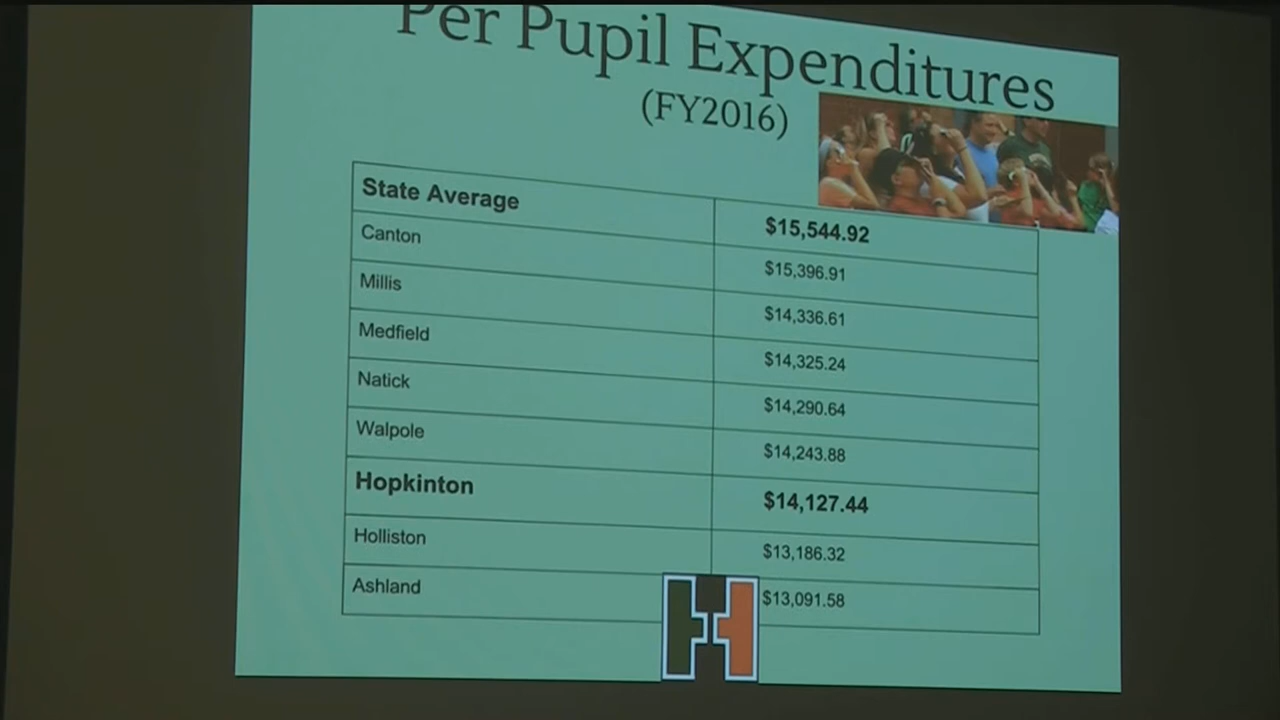 Per Pupil Expenditures
(FY2016)
State Average $15,544.92
Canton $15,396.91
Millis $14,336.61
Medfield $14,325.24
Natick $14,290.64
Walpole $14,243.88
Hopkinton $14,127.44
Holliston $13,186.32
Ashland $13,091.58
H